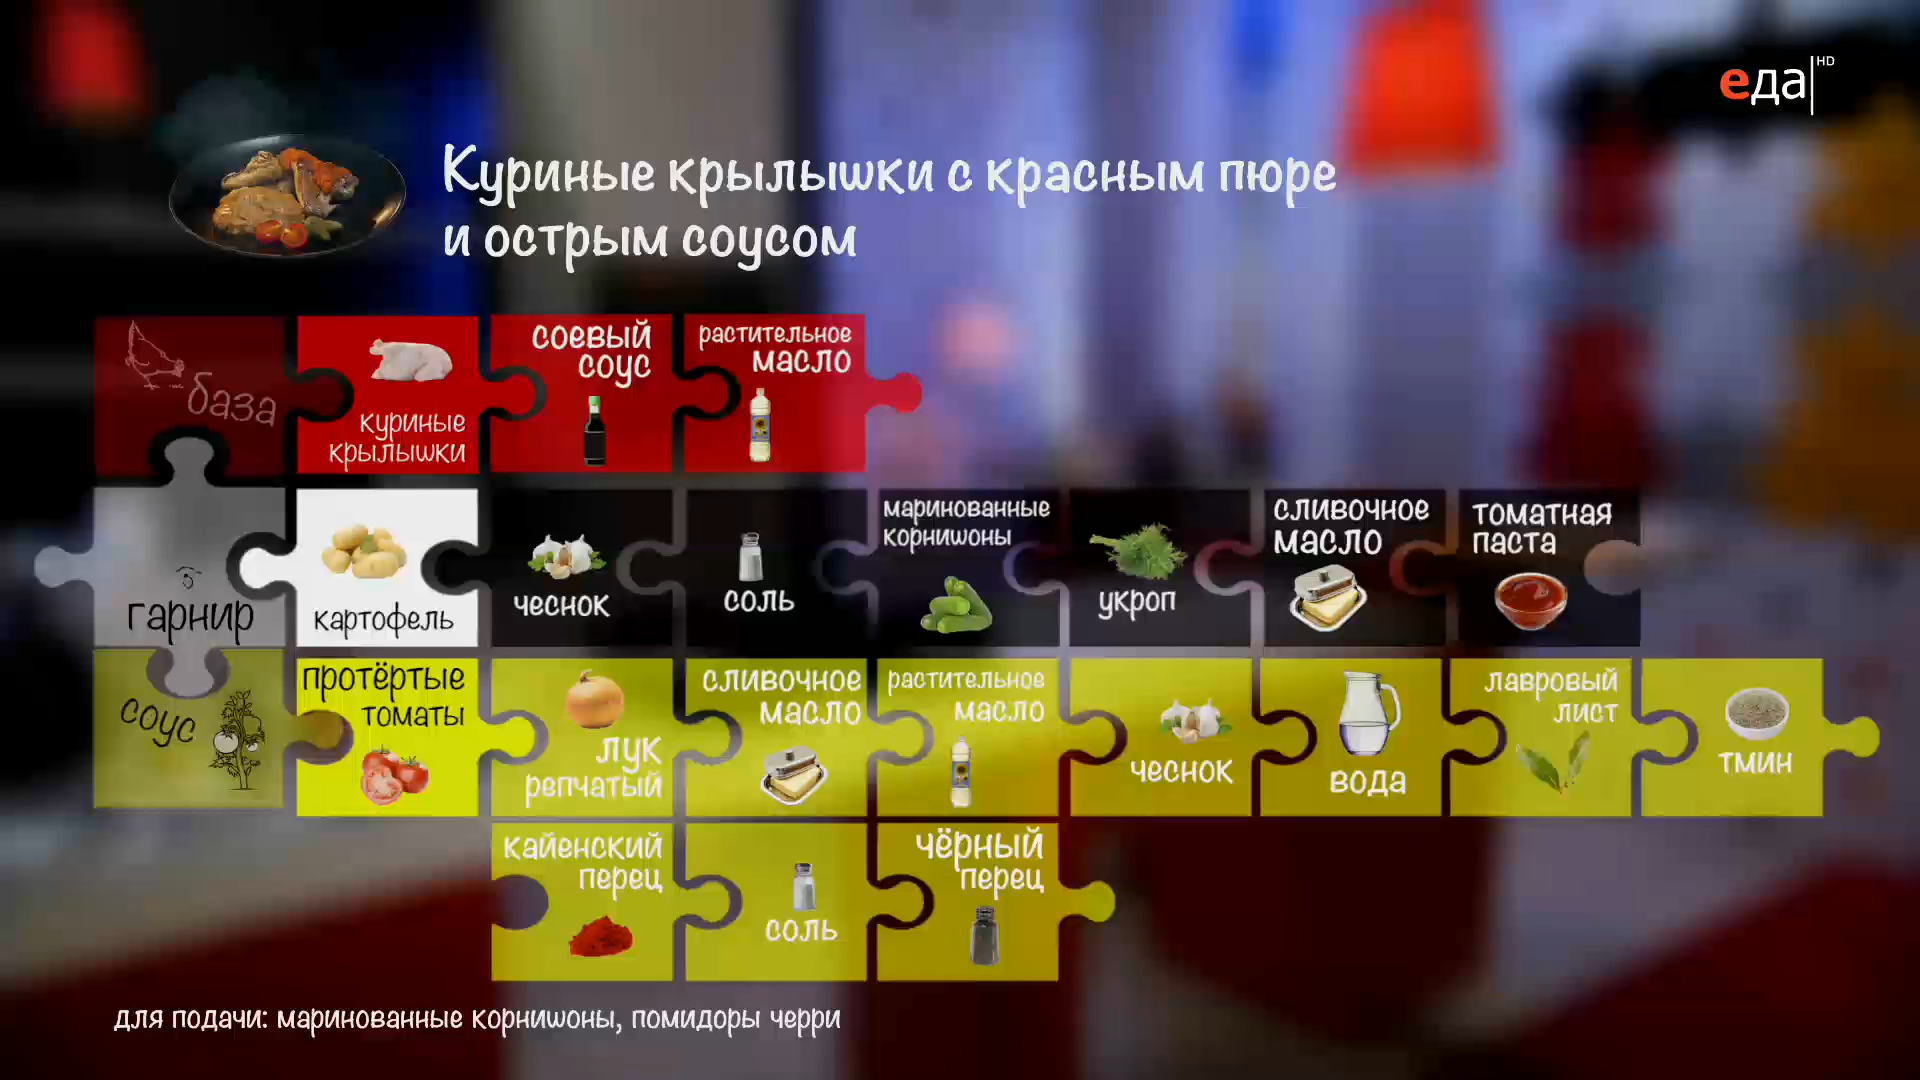 еда HD
Куриные крылышки с красным пюре
и острым соусом
база
куриные
крылышки
соевый
соус
растительное
масло
гарнир
картофель
чеснок
соль
маринованные
корнишоны
укроп
сливочное
масло
томатная
паста
соус
протёртые
томаты
лук
репчатый
сливочное
масло
растительное
масло
чеснок
вода
лавровый
лист
тмин
кайенский
перец
соль
чёрный
перец
для подачи: маринованные корнишоны, помидоры черри